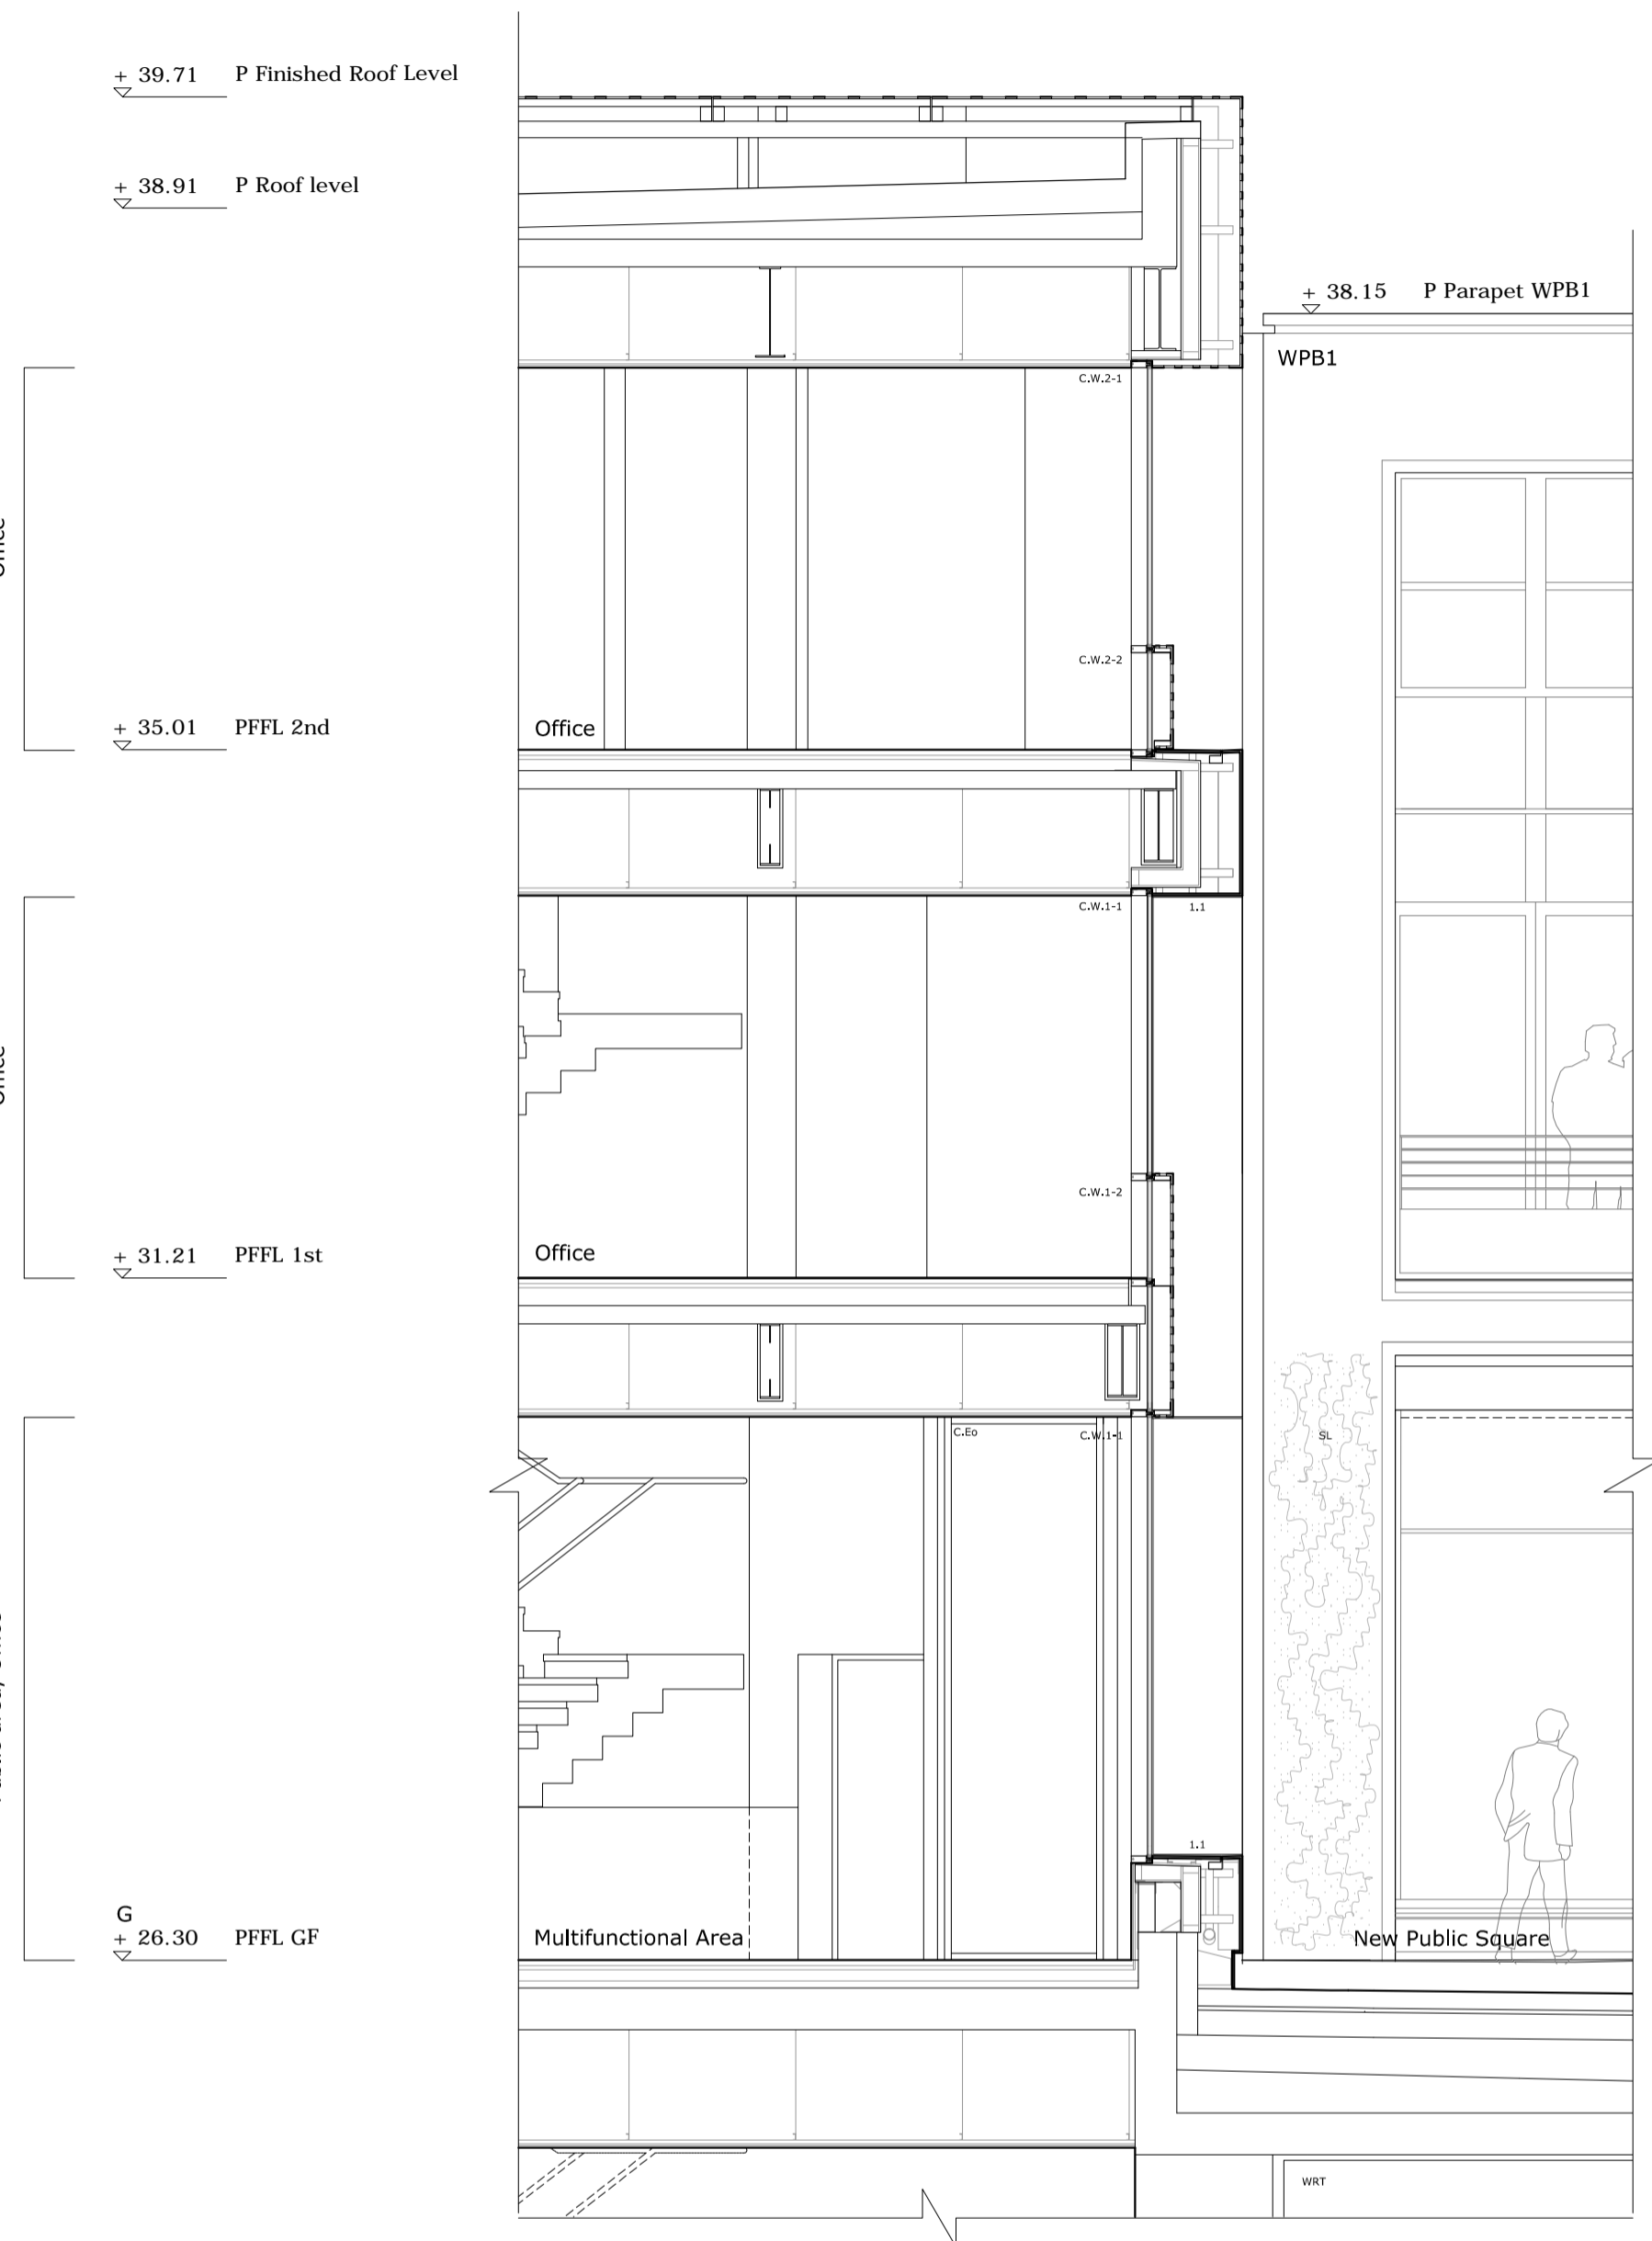 + 39.71 P Finished Roof Level
+ 38.91 P Roof level
+ 38.15 P Parapet WPB1
WPB1
C.W.2-1
C.W.2-2
+ 35.01 PFFL 2nd
Office
C.W.1-1
1.1
C.W.1-2
+ 31.21 PFFL 1st
Office
C.Eo
C.W.1-1
SL
1.1
G
+ 26.30 PFFL GF
Multifunctional Area
New Public Square
WRT